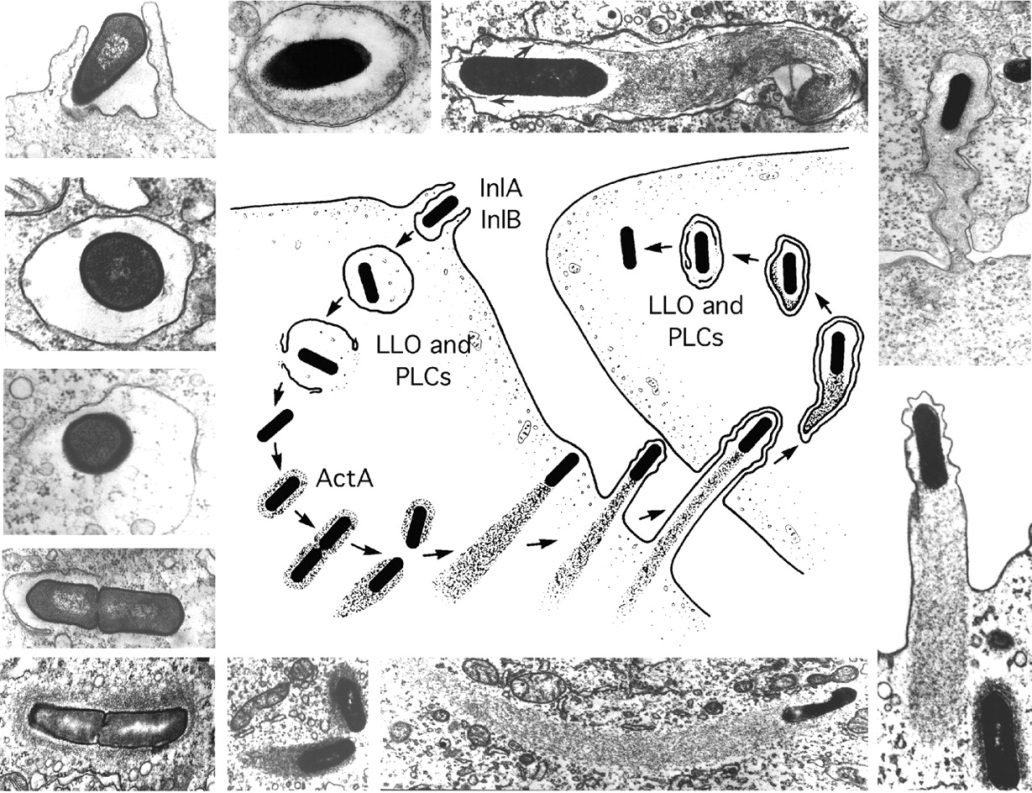 InlA
InlB
LLO and
PLCs
LLO and
PLCs
ActA